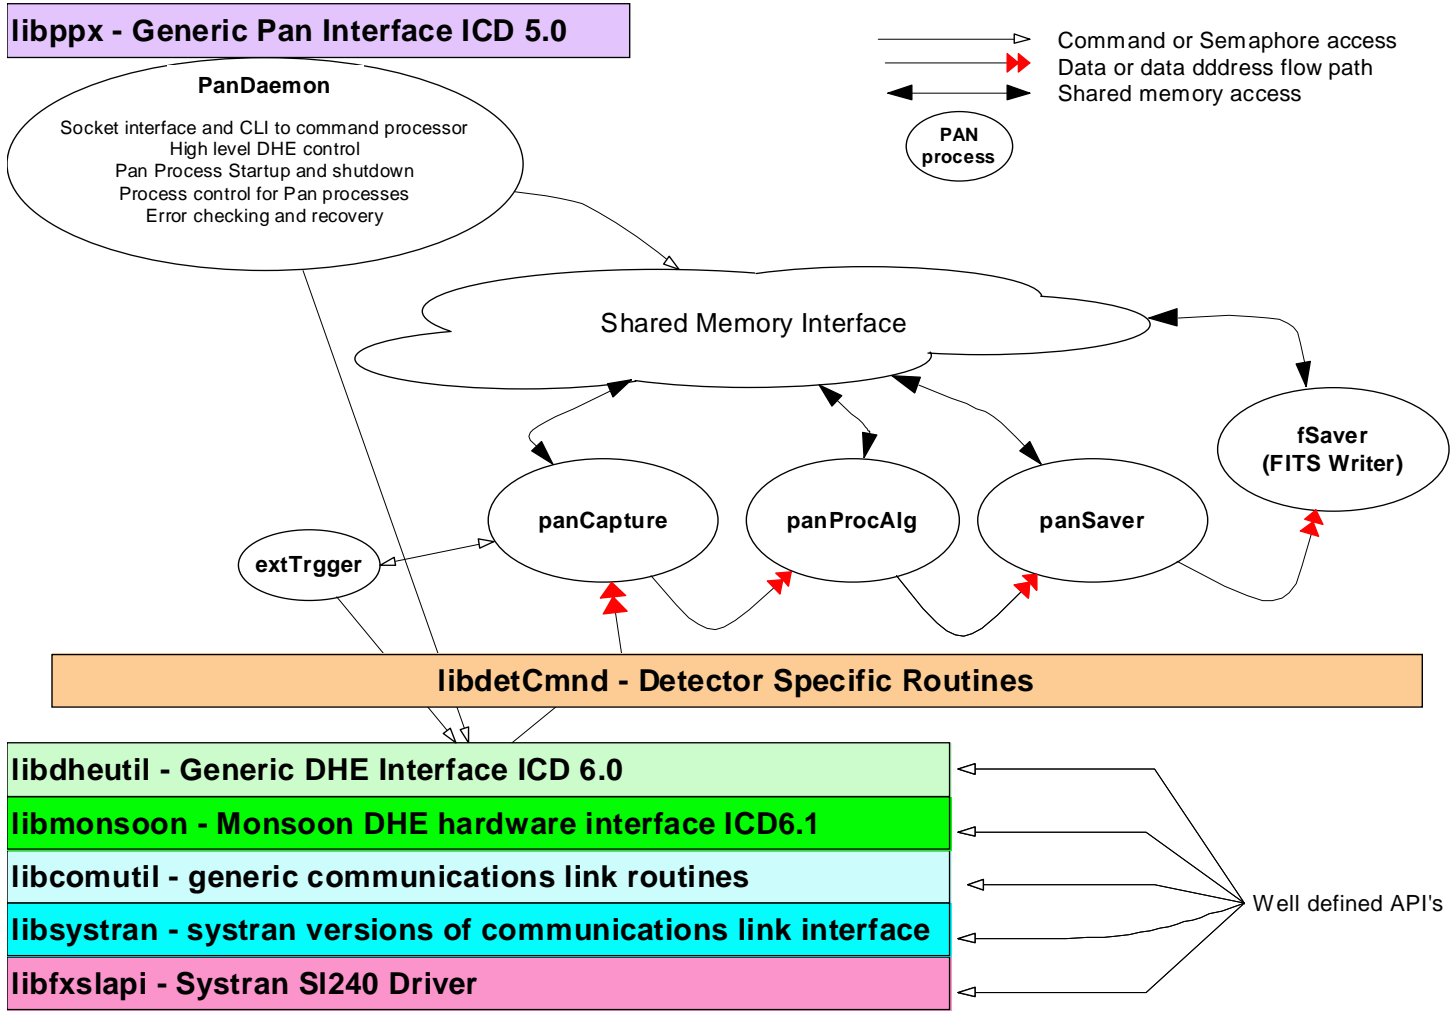 libppx - Generic Pan Interface ICD 5.0
Command or Semaphore access
Data or data dddress flow path
Shared memory access
PAN
process
PanDaemon
Socket interface and CLI to command processor
High level DHE control
Pan Process Startup and shutdown
Process control for Pan processes
Error checking and recovery
Shared Memory Interface
fSaver
(FITS Writer)
panCapture
panProcAlg
panSaver
extTrgger
libdetCmnd - Detector Specific Routines
libdheutil - Generic DHE Interface ICD 6.0
libmonsoon - Monsoon DHE hardware interface ICD6.1
libcomutil - generic communications link routines
libsystran - systran versions of communications link interface
libfxslapi - Systran Sl240 Driver
Well defined API's